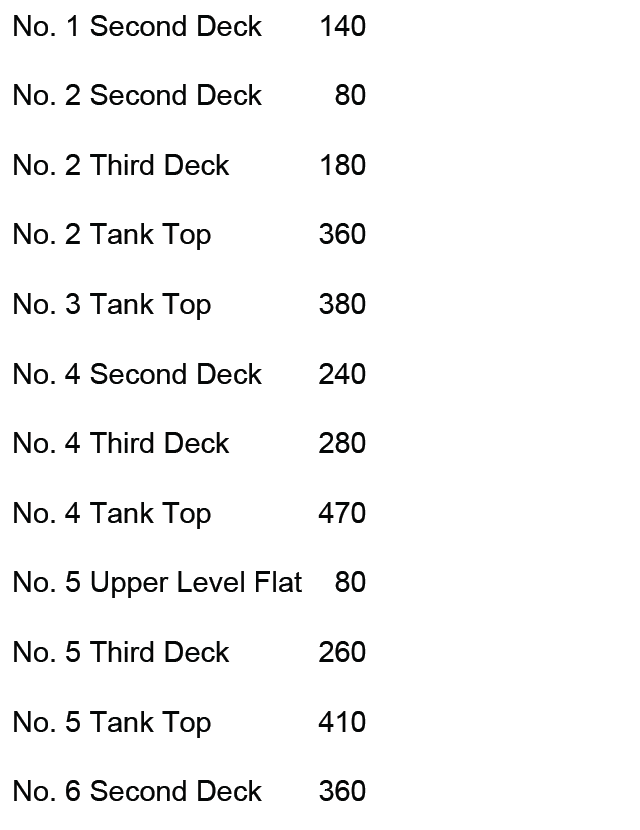 No. 1 Second Deck 140
No. 2 Second Deck 80
No. 2 Third Deck 180
No. 2 Tank Top 360
No. 3 Tank Top 380
No. 4 Second Deck 240
No. 4 Third Deck 280
No. 4 Tank Top 470
No. 5 Upper Level Flat 80
No. 5 Third Deck 260
No. 5 Tank Top 410
No. 6 Second Deck 360